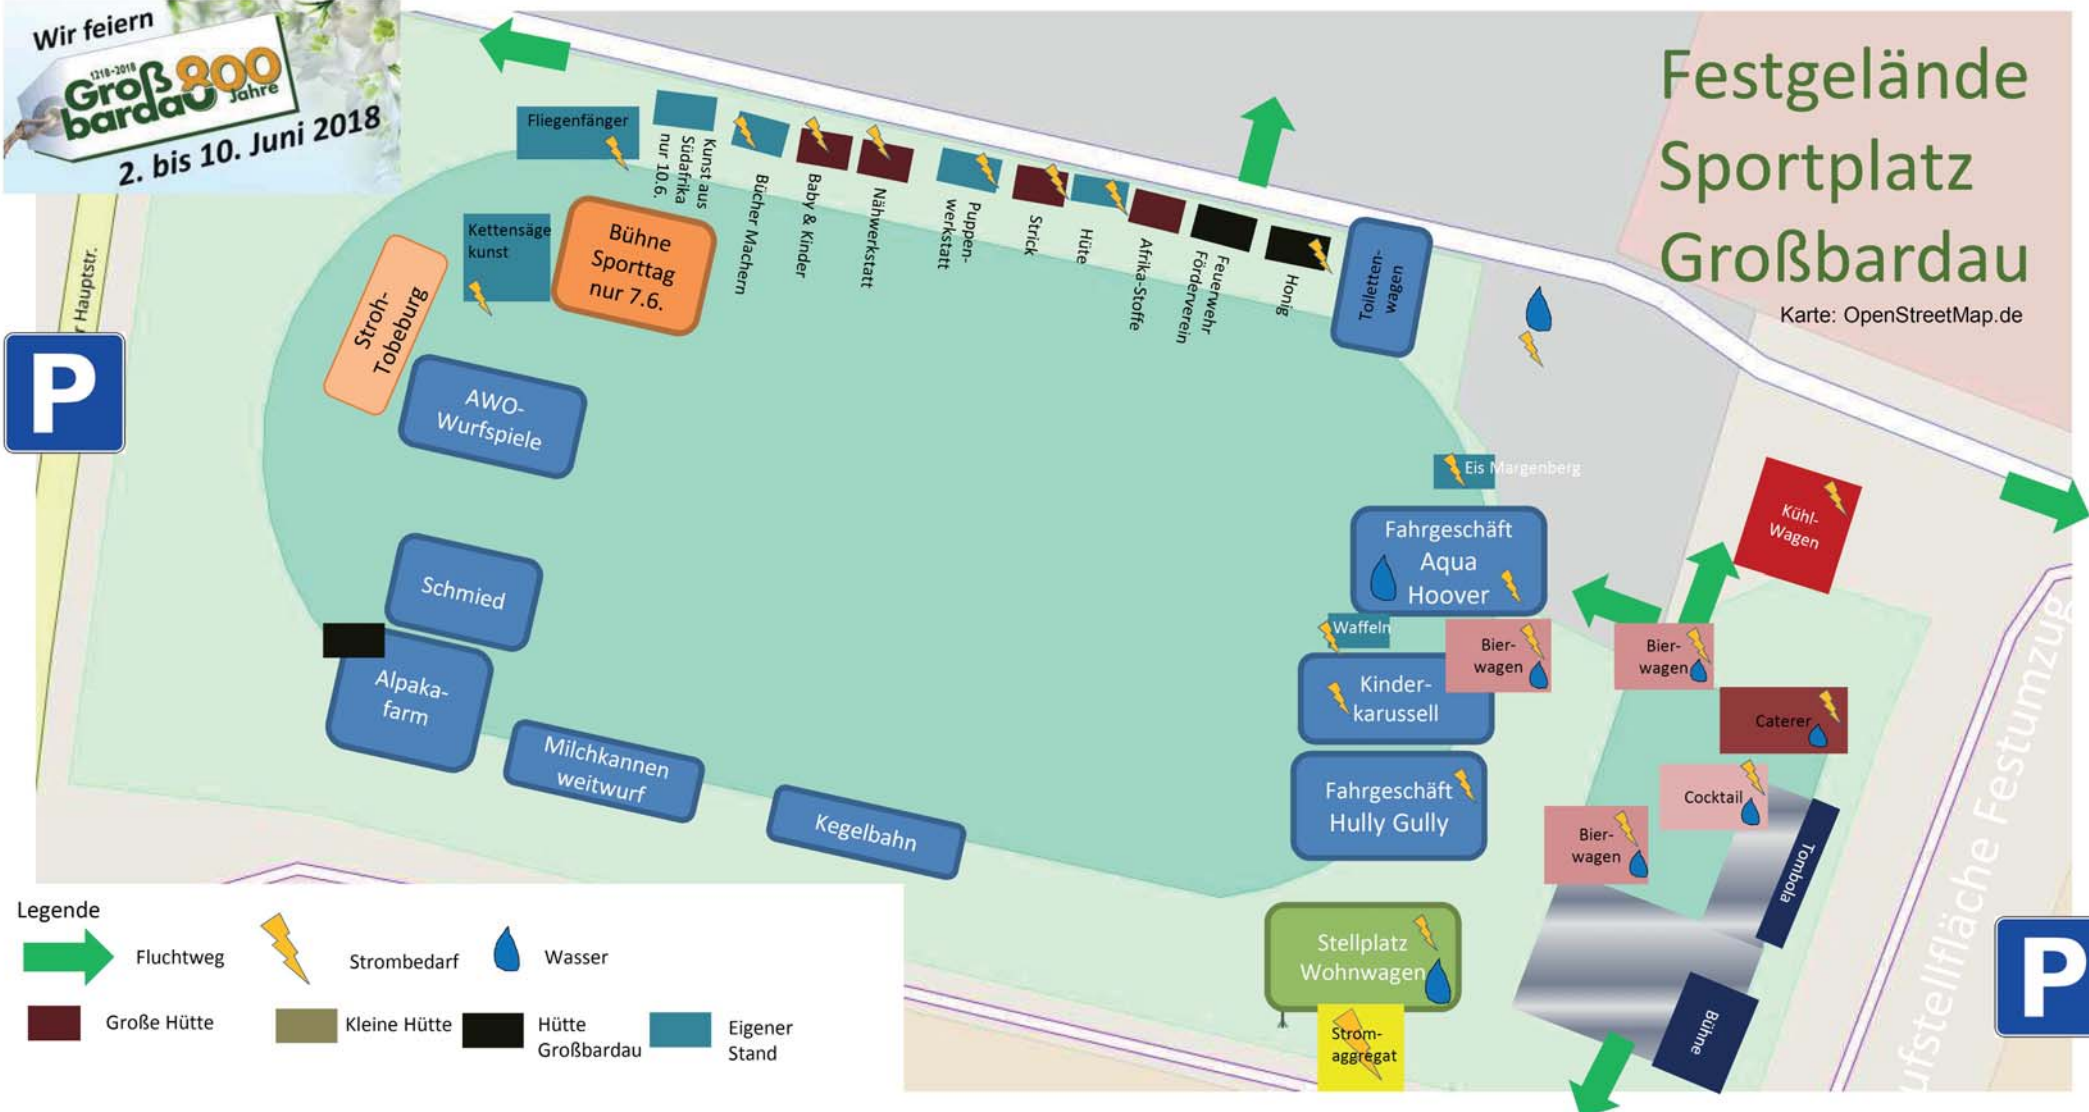 Wir feiern
1218-2018
Groß
bardau
800
Jahre
2. bis 10. Juni 2018
Festgelände
Sportplatz
Großbardau
Karte: OpenStreetMap.de
r Hauptstr.
P
Fliegenfänger
Kunst aus
Südafrika
nur 10.6.
Bücher Machern
Baby & Kinder
Nähwerkstatt
Puppen-
werkstatt
Strick
Hüte
Afrika-Stoffe
Feuerwehr
Förderverein
Honig
Toiletten-
wagen
Kettensäge
kunst
Bühne
Sporttag
nur 7.6.
Stroh-
Tobeburg
AWO-
Wurfspiele
Schmied
Alpaka-
farm
Milchkannen
weitwurf
Kegelbahn
Eis Margenberg
Fahrgeschäft
Aqua
Hoover
Waffeln
Kinder-
karussell
Fahrgeschäft
Hully Gully
Bier-
wagen
Bier-
wagen
Kühl-
Wagen
Caterer
Cocktail
Bier-
wagen
Tombola
Bühne
Stellplatz
Wohnwagen
Strom-
aggregat
ufstellfläche Festumzug
P
Legende
Fluchtweg
Strombedarf
Wasser
Große Hütte
Kleine Hütte
Hütte
Großbardau
Eigener
Stand